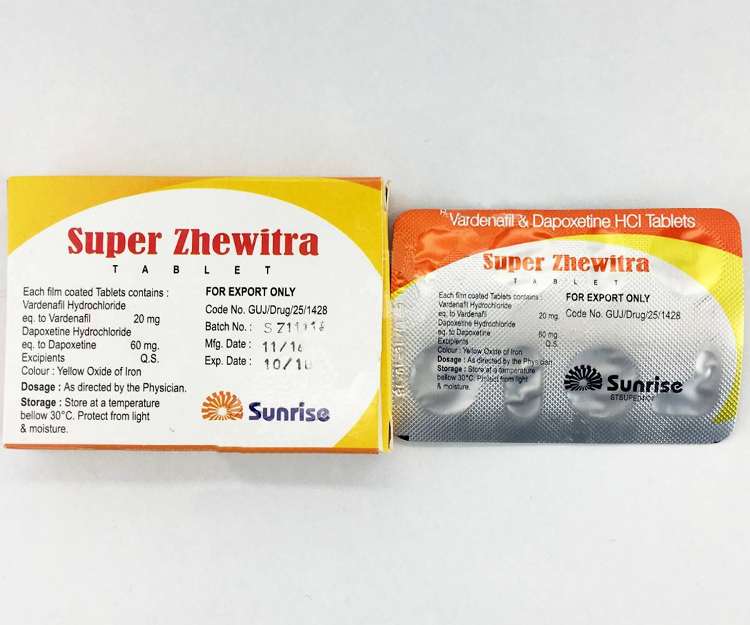 Super Zhewitra
TABLET
Each film coated Tablets contains :
Vardenafil Hydrochloride
eq. to Vardenafil 20 mg
Dapoxetine Hydrochloride
eq. to Dapoxetine 60 mg.
Excipients Q.S.
Colour : Yellow Oxide of Iron
Dosage : As directed by the Physician.
Storage : Store at a temperature
bellow 30°C. Protect from light
& moisture.
FOR EXPORT ONLY
Code No. GUJ/Drug/25/1428
Batch No. :
Mfg. Date : 11/16
Exp. Date : 10/18
Sunrise
Rx Vardenafil & Dapoxetine HCl Tablets
Super Zhewitra
TABLET
Each film coated Tablets contains :
Vardenafil Hydrochloride
eq. to Vardenafil 20 mg
Dapoxetine Hydrochloride
eq. to Dapoxetine 60 mg.
Excipients Q.S.
Colour : Yellow Oxide of Iron
Dosage : As directed by the Physician.
Storage : Store at a temperature
bellow 30°C. Protect from light
& moisture.
FOR EXPORT ONLY
Code No. GUJ/Drug/25/1428
Sunrise